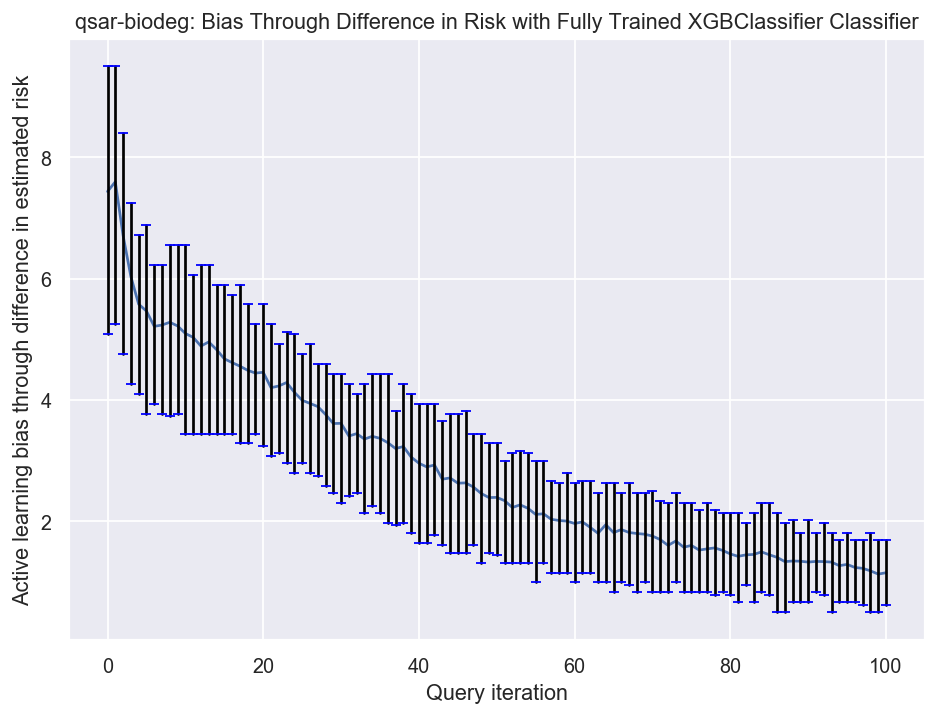 qsar-biodeg: Bias Through Difference in Risk with Fully Trained XGBClassifier Classifier
Active learning bias through difference in estimated risk
8
6
4
2
0 20 40 60 80 100
Query iteration